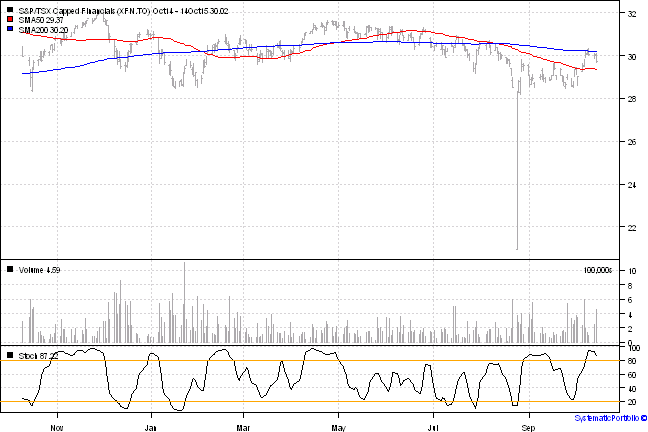 S&P/TSX Capped Financials (XFN.TO) Oct14 - 14Oct15 30.02
SMA50 29.37
SMA200 30.20
32
30
28
26
24
22
Volume 4.59
100,000s
10
8
6
4
2
0
Stoch 87.22
100
80
60
40
20
Nov
Jan
Mar
May
Jul
Sep
SystematicPortfolio ©